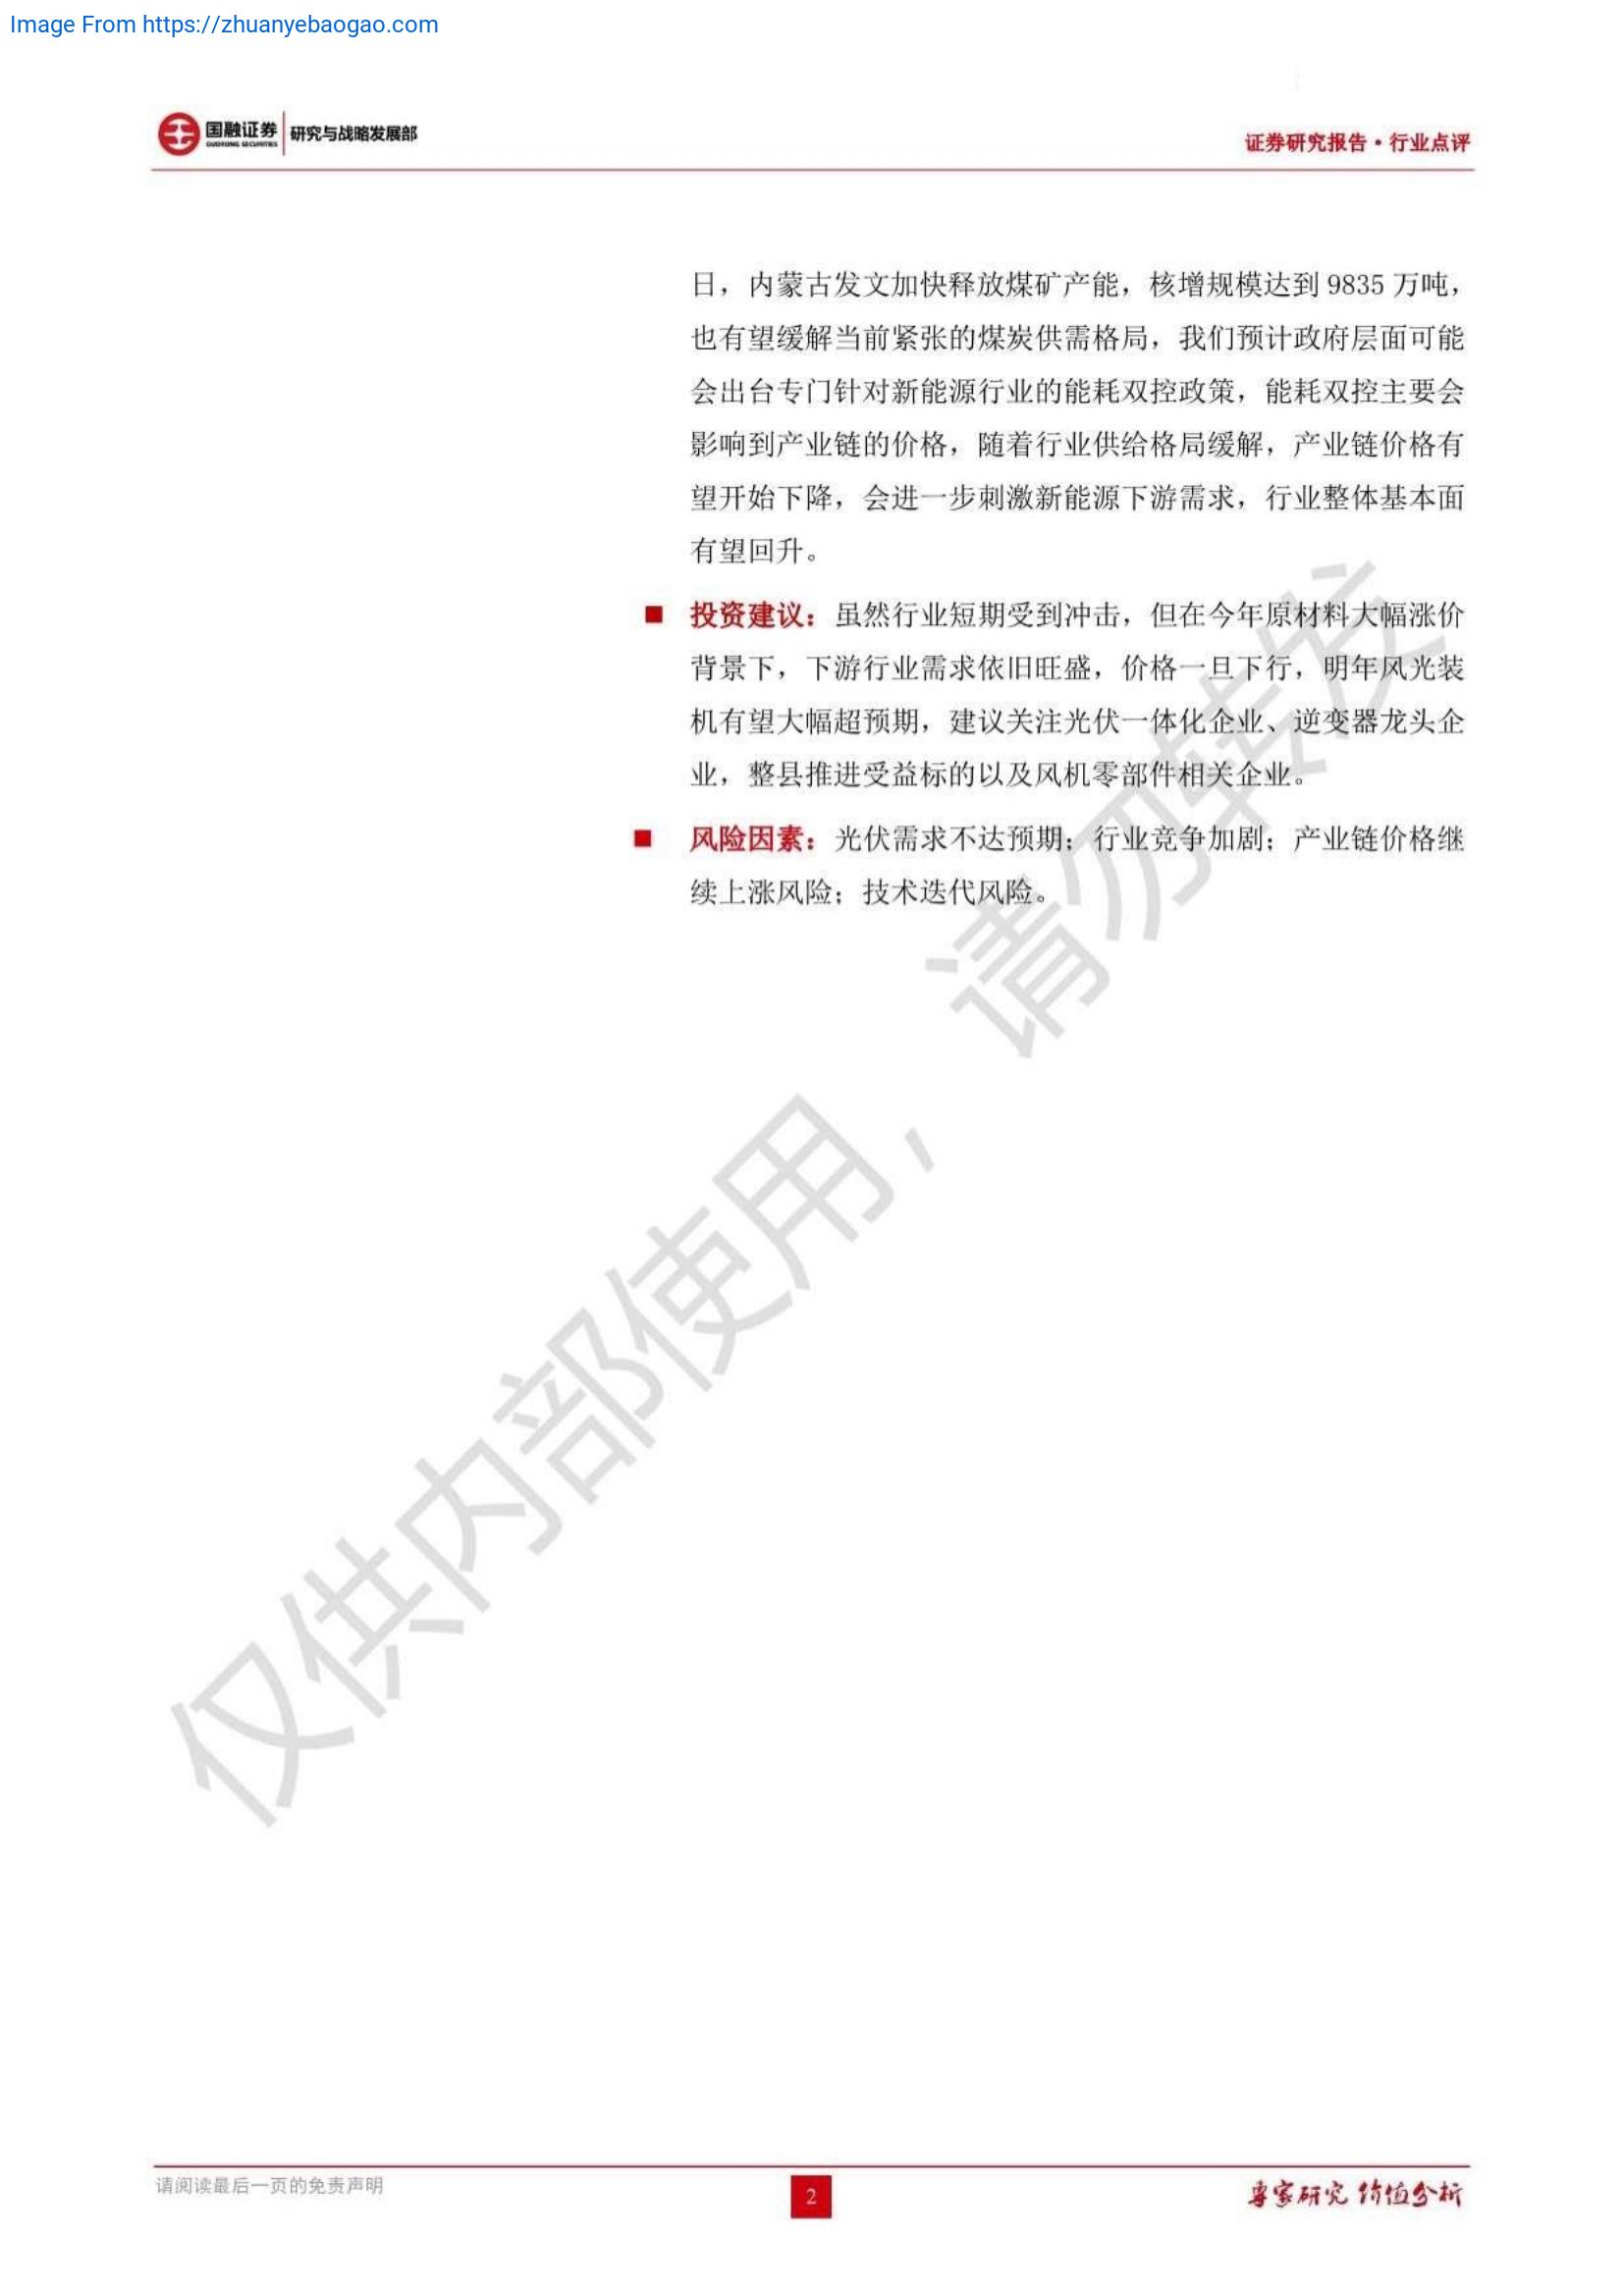 Image From https://zhuanyebaogao.com
国融证券 研究与战略发展部
GUORONG SECURITIES
证券研究报告·行业点评
日，内蒙古发文加快释放煤矿产能，核增规模达到 9835 万吨，
也有望缓解当前紧张的煤炭供需格局，我们预计政府层面可能
会出台专门针对新能源行业的能耗双控政策，能耗双控主要会
影响到产业链的价格，随着行业供给格局缓解，产业链价格有
望开始下降，会进一步刺激新能源下游需求，行业整体基本面
有望回升。
■ 投资建议：虽然行业短期受到冲击，但在今年原材料大幅涨价
背景下，下游行业需求依旧旺盛，价格一旦下行，明年风光装
机有望大幅超预期，建议关注光伏一体化企业、逆变器龙头企
业，整县推进受益标的以及风机零部件相关企业。
■ 风险因素：光伏需求不达预期；行业竞争加剧；产业链价格继
续上涨风险；技术迭代风险。
仅供内部使用，请勿转发
请阅读最后一页的免责声明
2
专家研究 价值分析